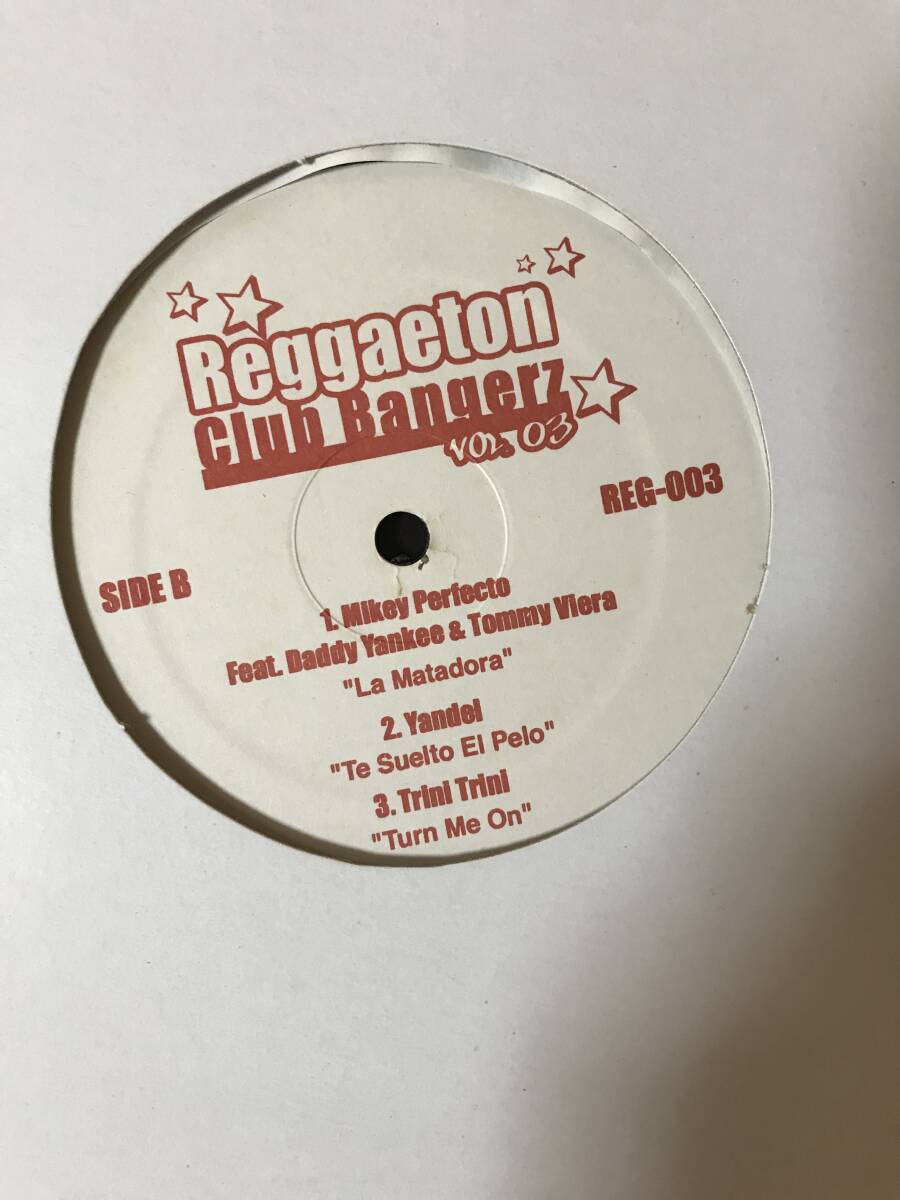 Reggaeton
Club Bangerz
VOL. 03
REG-003
SIDE B
1. Mikey Perfecto
Feat. Daddy Yankee & Tommy Viera
"La Matadora"
2. Yandel
"Te Suelto El Pelo"
3. Trini Trini
"Turn Me On"